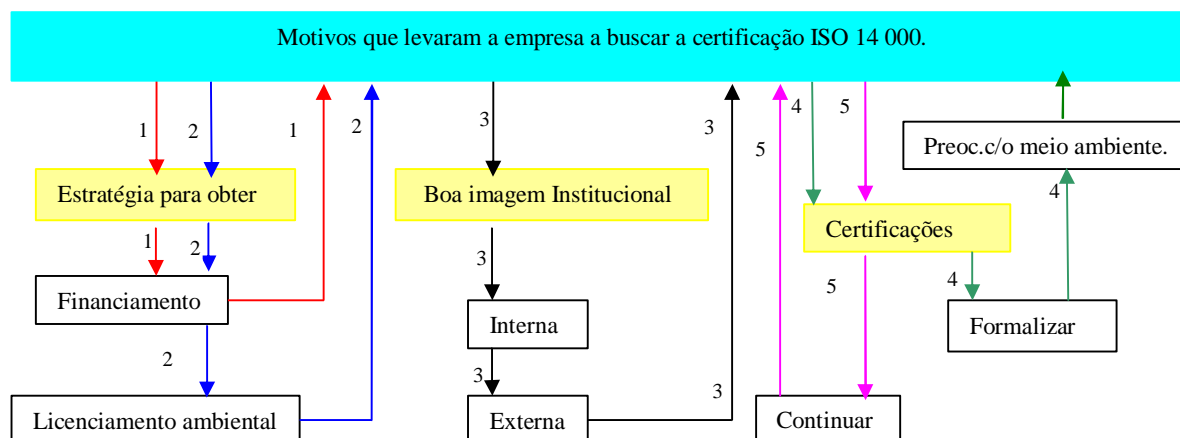 Motivos que levaram a empresa a buscar a certificação ISO 14 000.
1
2
1
2
3
3
5
4
5
Preoc.c/o meio ambiente.
Estratégia para obter
Boa imagem Institucional
4
Certificações
1
2
3
5
4
Financiamento
Interna
Formalizar
2
3
3
Licenciamento ambiental
Externa
Continuar